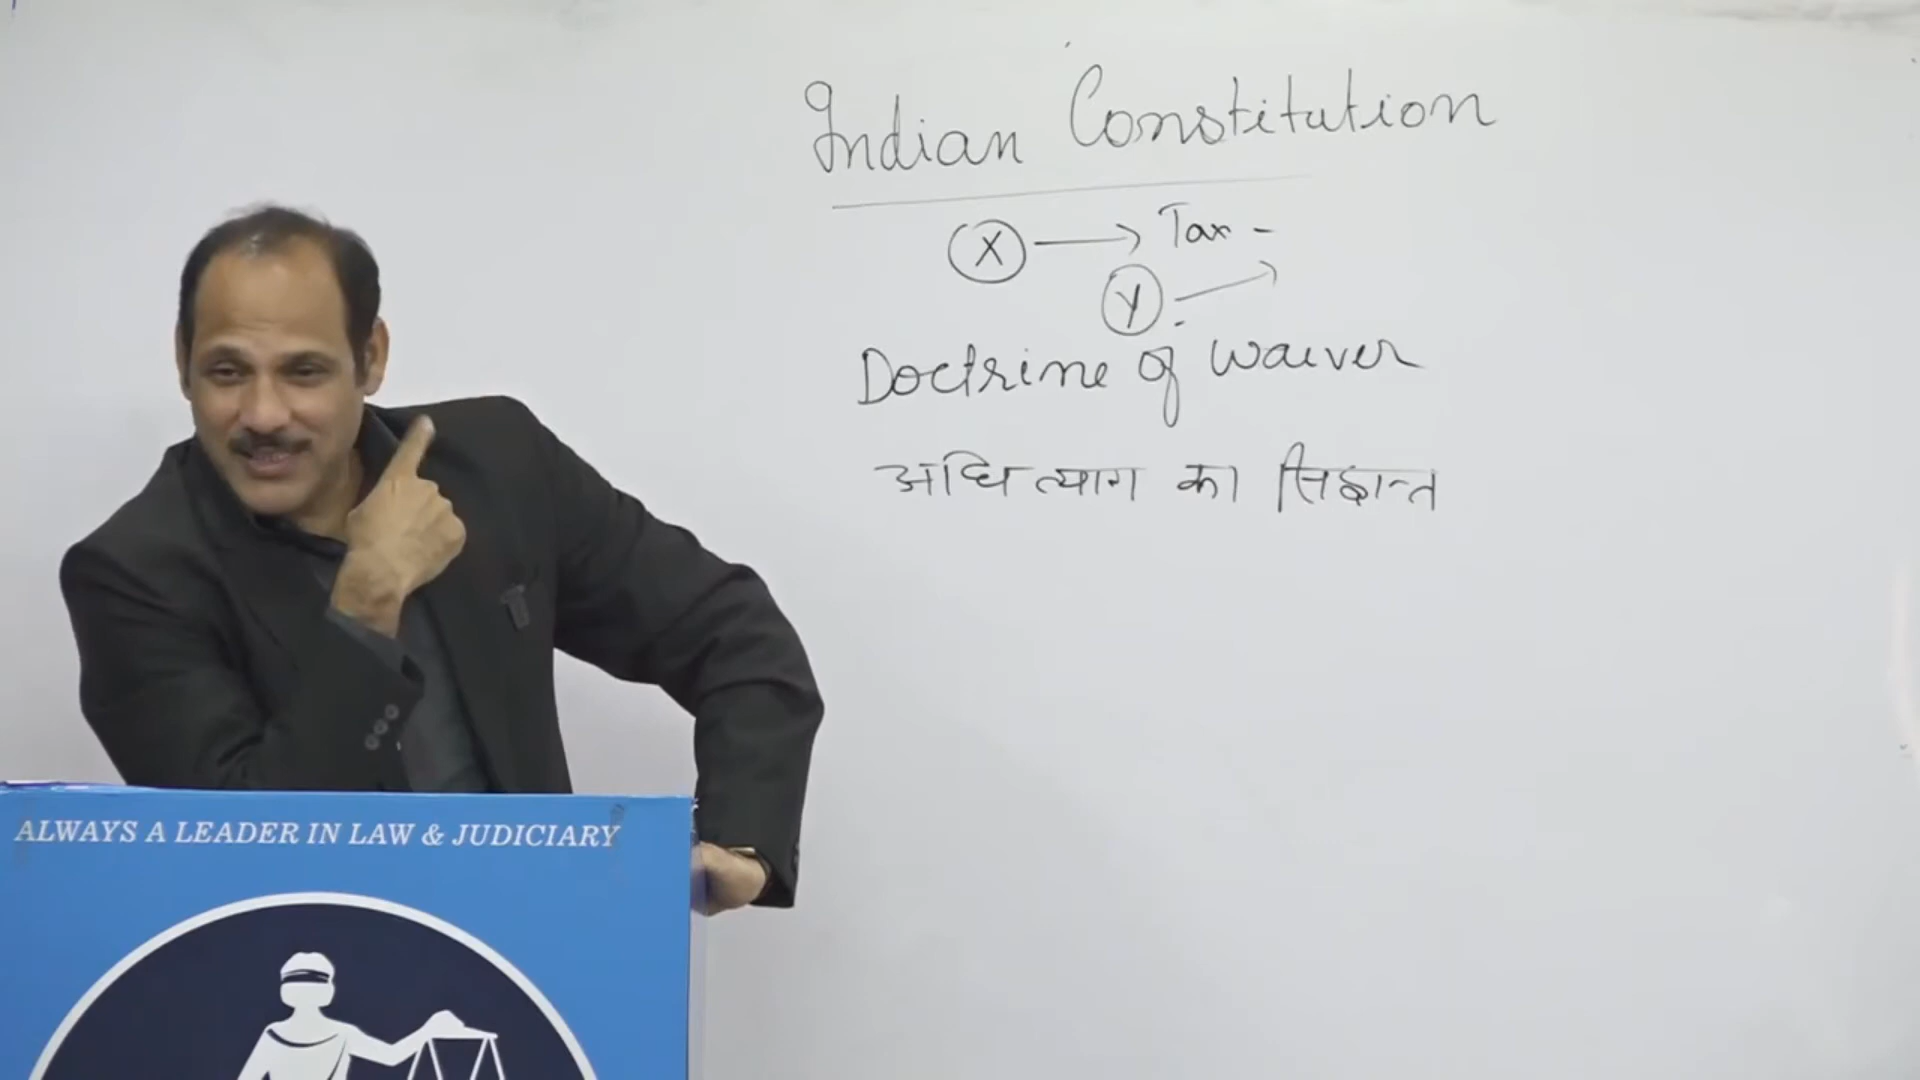 Indian Constitution
X → Tax -
Y →
Doctrine of waiver
अधित्याग का सिद्धान्त
ALWAYS A LEADER IN LAW & JUDICIARY